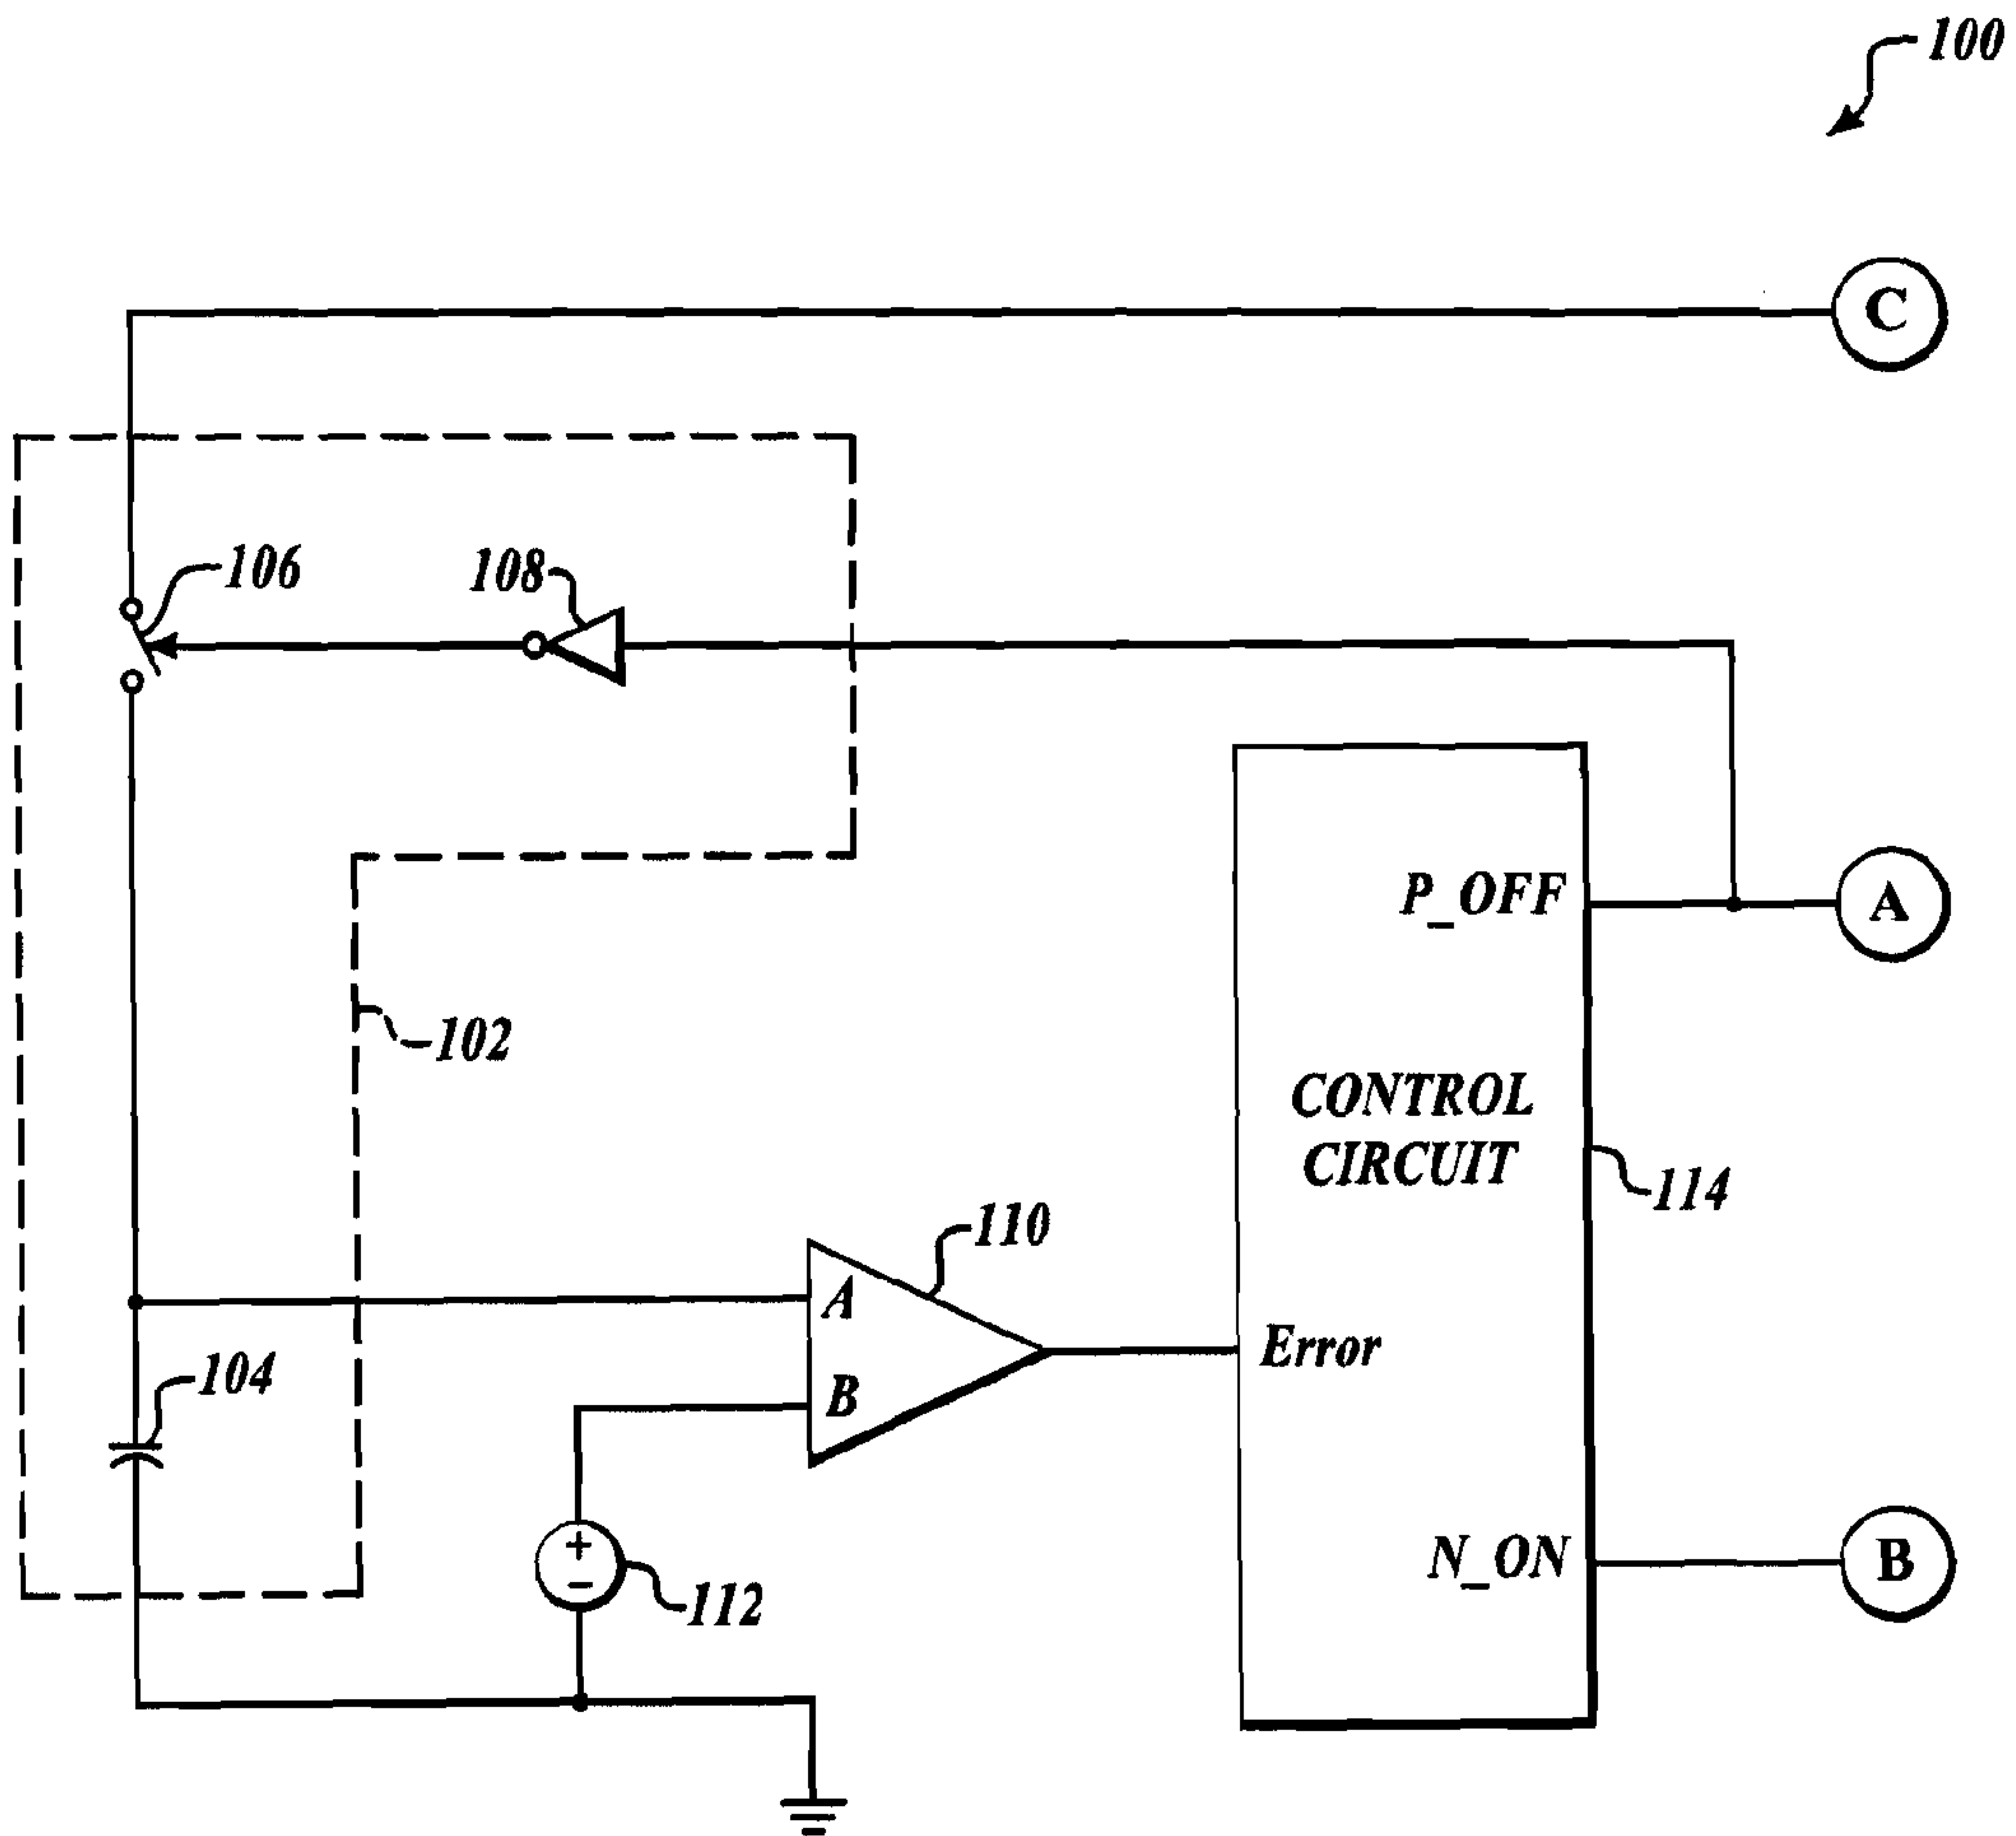 100
C
106
108
P_OFF
A
102
CONTROL
CIRCUIT
114
110
A
Error
104
B
N_ON
B
+
−
112